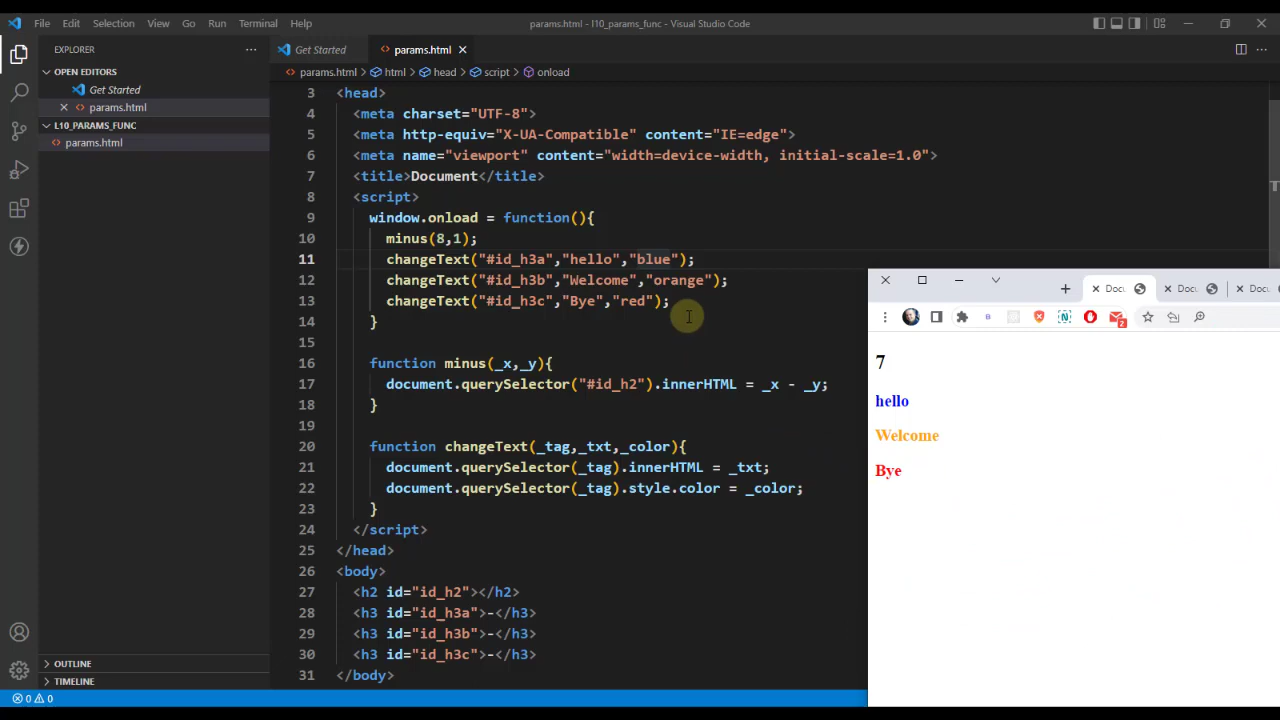 File Edit Selection View Go Run Terminal Help
params.html - l10_params_func - Visual Studio Code
EXPLORER
OPEN EDITORS
Get Started
params.html
L10_PARAMS_FUNC
params.html
OUTLINE
TIMELINE
0 0
Get Started
params.html
params.html > html > head > script > onload
3 <head>
4 <meta charset="UTF-8">
5 <meta http-equiv="X-UA-Compatible" content="IE=edge">
6 <meta name="viewport" content="width=device-width, initial-scale=1.0">
7 <title>Document</title>
8 <script>
9 window.onload = function(){
10 minus(8,1);
11 changeText("#id_h3a","hello","blue");
12 changeText("#id_h3b","Welcome","orange");
13 changeText("#id_h3c","Bye","red");
14 }
15
16 function minus(_x,_y){
17 document.querySelector("#id_h2").innerHTML = _x - _y;
18 }
19
20 function changeText(_tag,_txt,_color){
21 document.querySelector(_tag).innerHTML = _txt;
22 document.querySelector(_tag).style.color = _color;
23 }
24 </script>
25 </head>
26 <body>
27 <h2 id="id_h2"></h2>
28 <h3 id="id_h3a">-</h3>
29 <h3 id="id_h3b">-</h3>
30 <h3 id="id_h3c">-</h3>
31 </body>
Docu
Docu
Docu
2
7
hello
Welcome
Bye